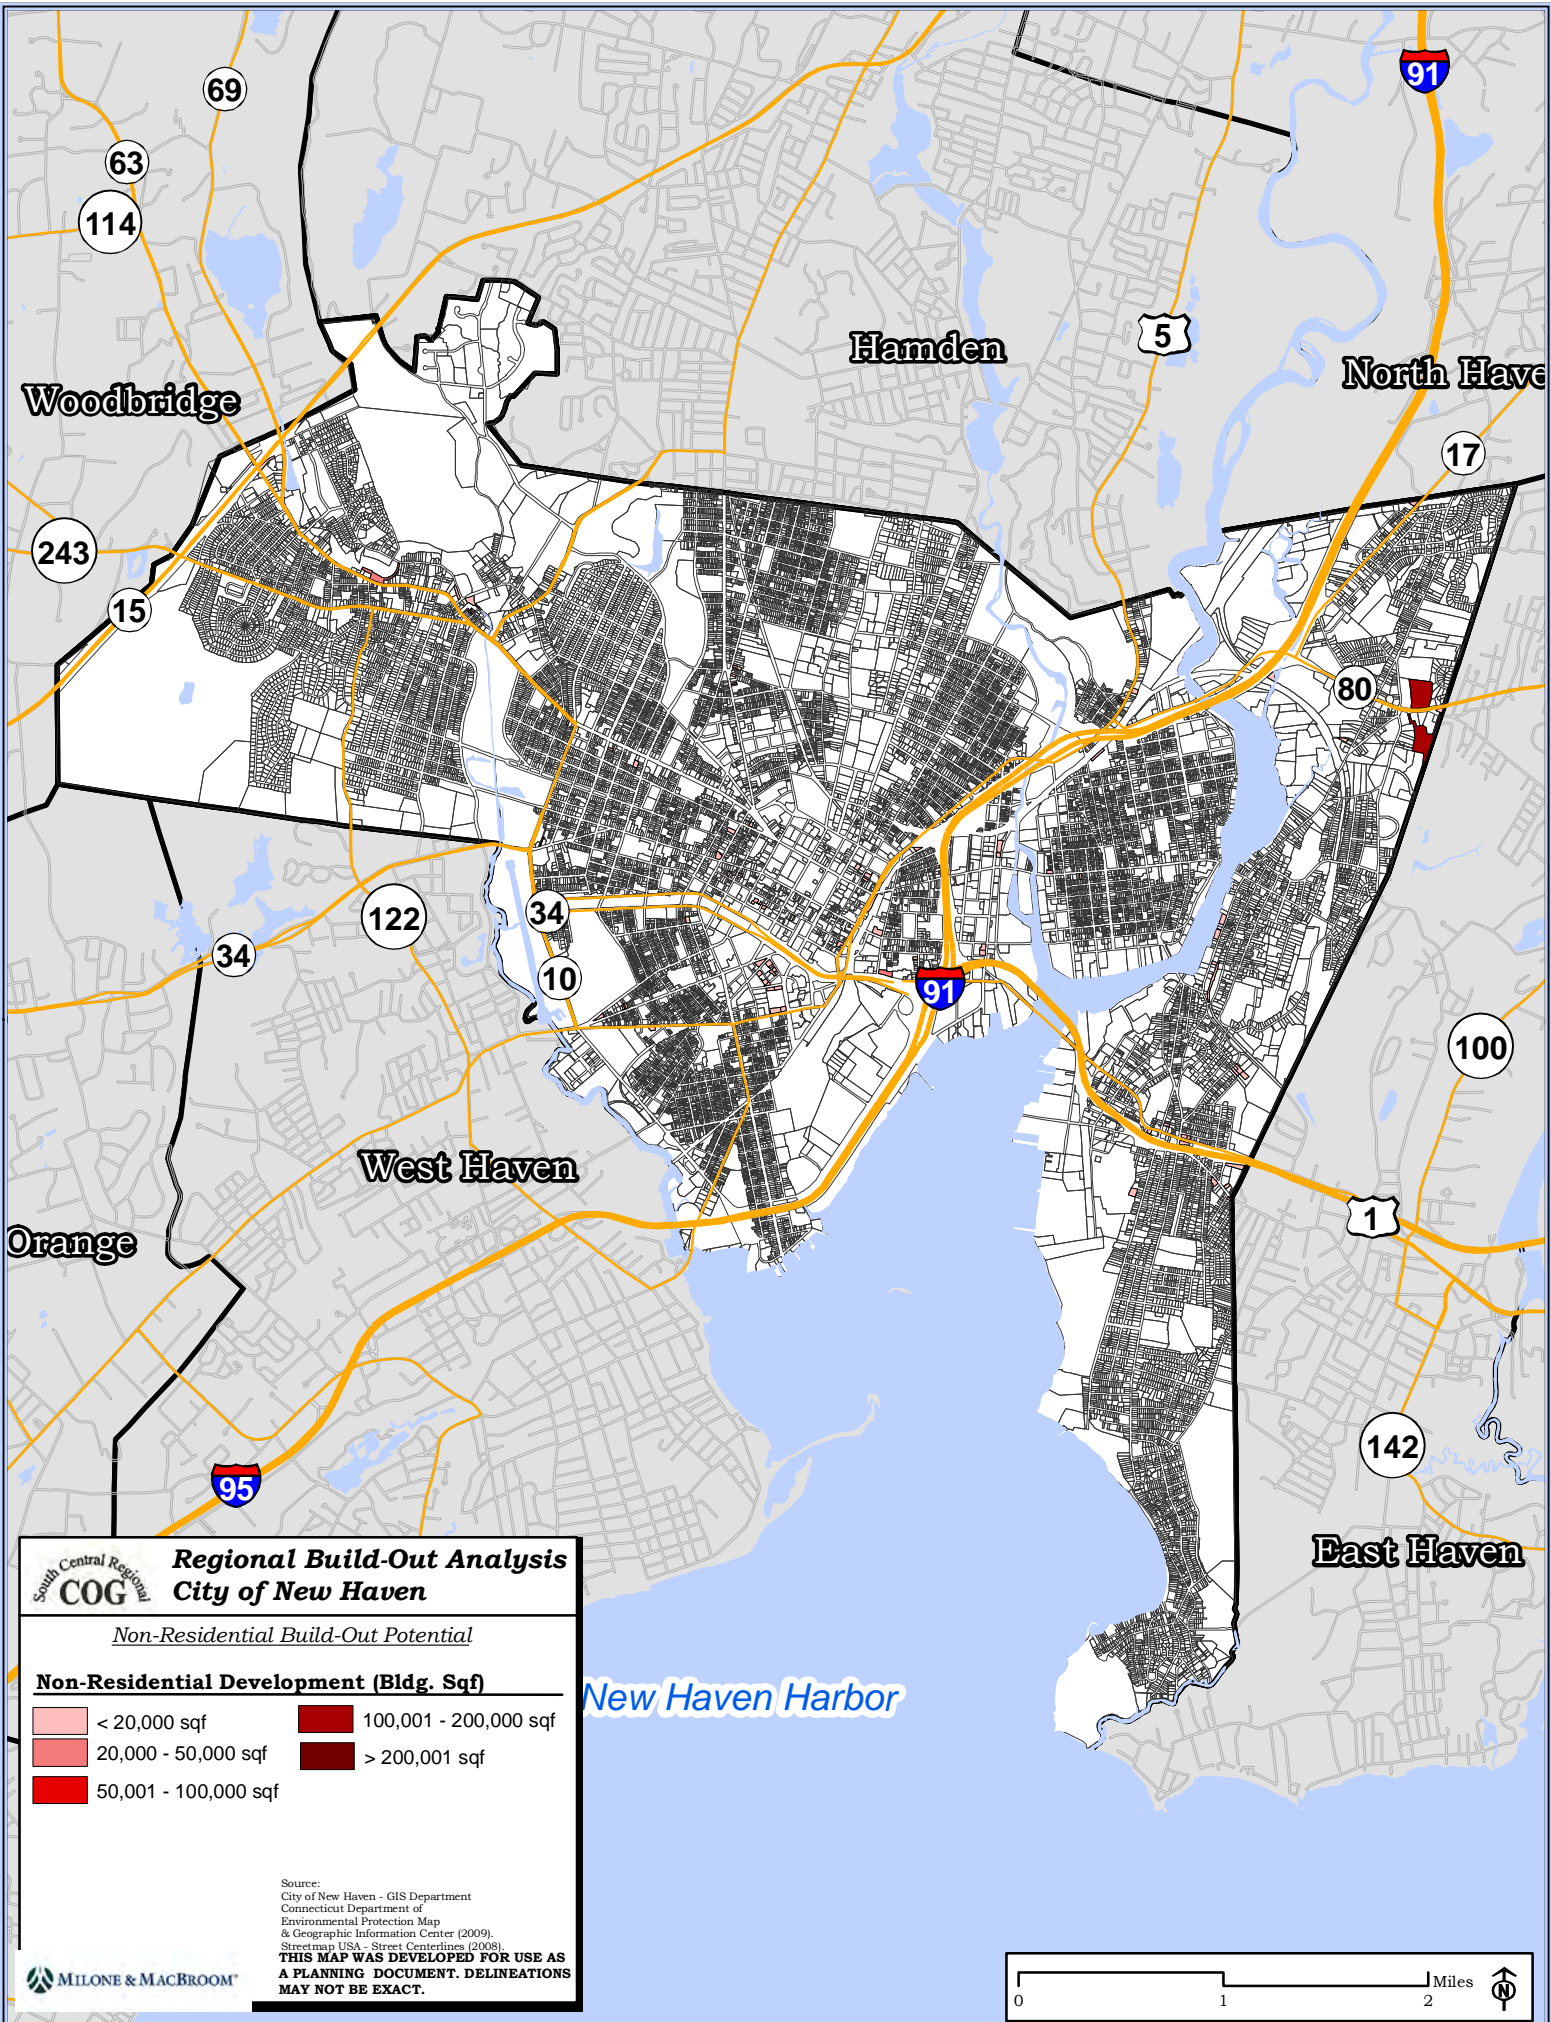 69
91
63
114
Hamden
5
Woodbridge
North Have
17
243
15
80
122
34
34
10
91
100
West Haven
Orange
1
142
95
East Haven
South Central Regional
COG
Regional Build-Out Analysis
City of New Haven
Non-Residential Build-Out Potential
Non-Residential Development (Bldg. Sqf)
< 20,000 sqf
20,000 - 50,000 sqf
50,001 - 100,000 sqf
100,001 - 200,000 sqf
> 200,001 sqf
New Haven Harbor
Source:
City of New Haven - GIS Department
Connecticut Department of
Environmental Protection Map
& Geographic Information Center (2009).
Streetmap USA - Street Centerlines (2008).
THIS MAP WAS DEVELOPED FOR USE AS
A PLANNING DOCUMENT. DELINEATIONS
MAY NOT BE EXACT.
MILONE & MACBROOM
Miles
0 1 2
N